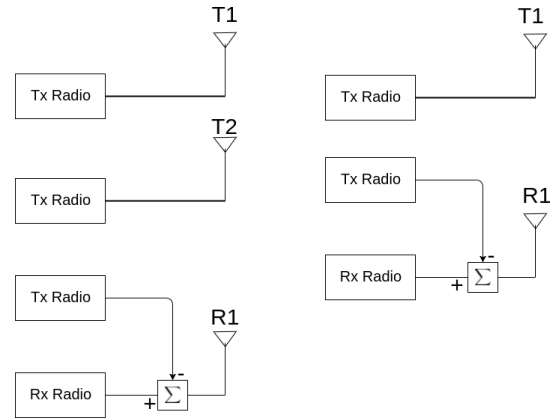 T1
Tx Radio
T2
Tx Radio
Tx Radio
R1
-
Rx Radio
+
Σ
T1
Tx Radio
Tx Radio
R1
-
Rx Radio
+
Σ